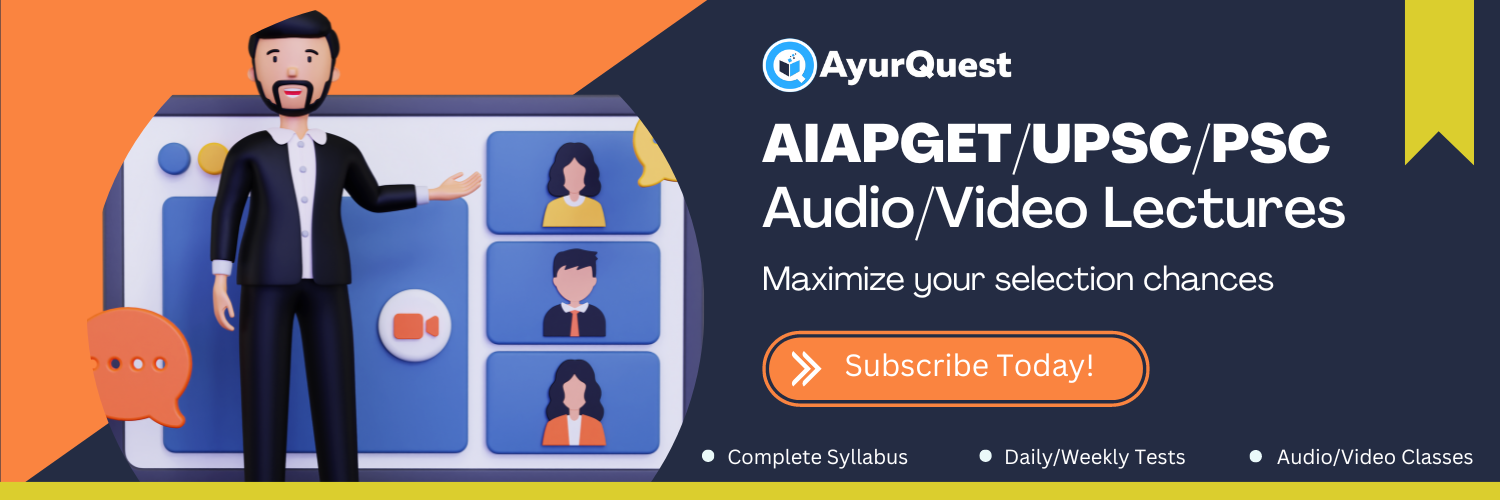 AyurQuest
AIAPGET/UPSC/PSC
Audio/Video Lectures
Maximize your selection chances
Subscribe Today!
Complete Syllabus
Daily/Weekly Tests
Audio/Video Classes